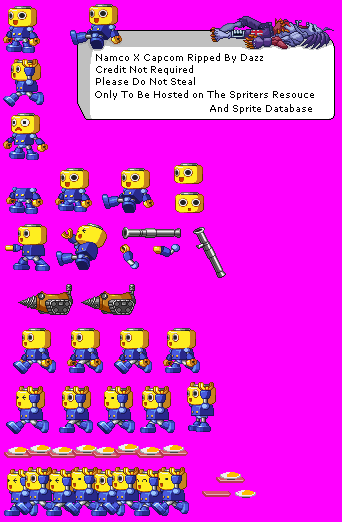 Namco X Capcom Ripped By Dazz
Credit Not Required
Please Do Not Steal
Only To Be Hosted on The Spriters Resouce
And Sprite Database